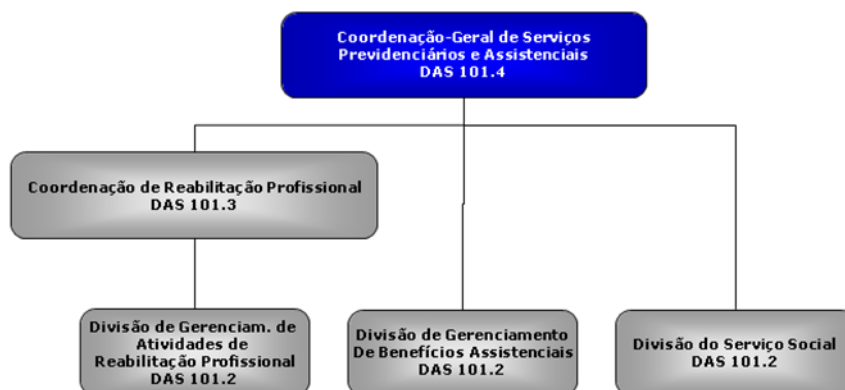 Coordenação-Geral de Serviços
Previdenciários e Assistenciais
DAS 101.4
Coordenação de Reabilitação Profissional
DAS 101.3
Divisão de Gerenciam. de
Atividades de
Reabilitação Profissional
DAS 101.2
Divisão de Gerenciamento
De Benefícios Assistenciais
DAS 101.2
Divisão do Serviço Social
DAS 101.2